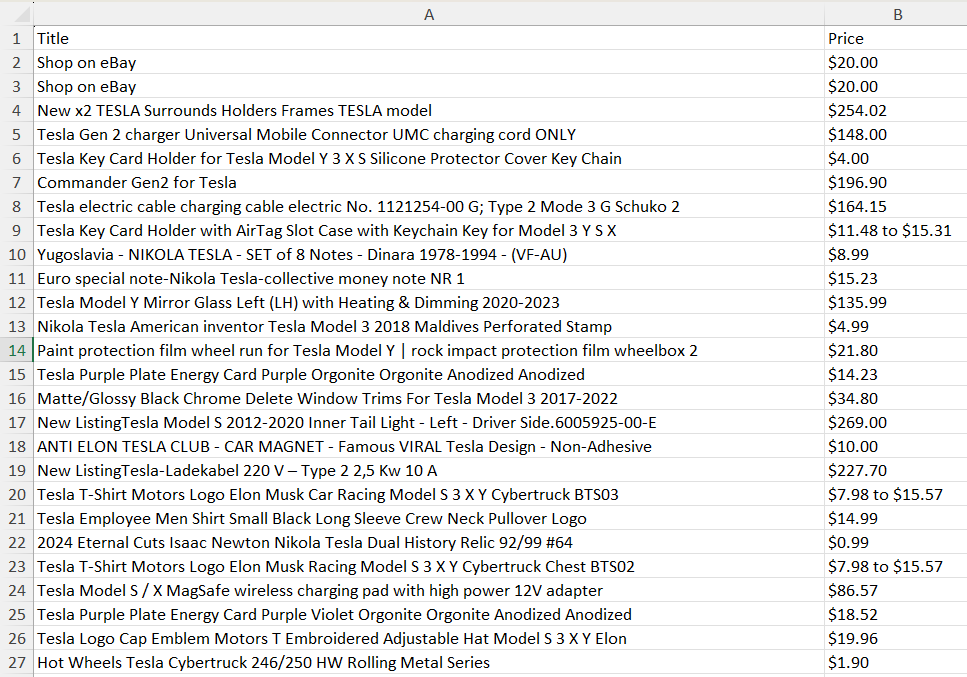 A B
1 Title Price
2 Shop on eBay $20.00
3 Shop on eBay $20.00
4 New x2 TESLA Surrounds Holders Frames TESLA model $254.02
5 Tesla Gen 2 charger Universal Mobile Connector UMC charging cord ONLY $148.00
6 Tesla Key Card Holder for Tesla Model Y 3 X S Silicone Protector Cover Key Chain $4.00
7 Commander Gen2 for Tesla $196.90
8 Tesla electric cable charging cable electric No. 1121254-00 G; Type 2 Mode 3 G Schuko 2 $164.15
9 Tesla Key Card Holder with AirTag Slot Case with Keychain Key for Model 3 Y S X $11.48 to $15.31
10 Yugoslavia - NIKOLA TESLA - SET of 8 Notes - Dinara 1978-1994 - (VF-AU) $8.99
11 Euro special note-Nikola Tesla-collective money note NR 1 $15.23
12 Tesla Model Y Mirror Glass Left (LH) with Heating & Dimming 2020-2023 $135.99
13 Nikola Tesla American inventor Tesla Model 3 2018 Maldives Perforated Stamp $4.99
14 Paint protection film wheel run for Tesla Model Y | rock impact protection film wheelbox 2 $21.80
15 Tesla Purple Plate Energy Card Purple Orgonite Orgonite Anodized Anodized $14.23
16 Matte/Glossy Black Chrome Delete Window Trims For Tesla Model 3 2017-2022 $34.80
17 New ListingTesla Model S 2012-2020 Inner Tail Light - Left - Driver Side.6005925-00-E $269.00
18 ANTI ELON TESLA CLUB - CAR MAGNET - Famous VIRAL Tesla Design - Non-Adhesive $10.00
19 New ListingTesla-Ladekabel 220 V – Type 2 2,5 Kw 10 A $227.70
20 Tesla T-Shirt Motors Logo Elon Musk Car Racing Model S 3 X Y Cybertruck BTS03 $7.98 to $15.57
21 Tesla Employee Men Shirt Small Black Long Sleeve Crew Neck Pullover Logo $14.99
22 2024 Eternal Cuts Isaac Newton Nikola Tesla Dual History Relic 92/99 #64 $0.99
23 Tesla T-Shirt Motors Logo Elon Musk Racing Model S 3 X Y Cybertruck Chest BTS02 $7.98 to $15.57
24 Tesla Model S / X MagSafe wireless charging pad with high power 12V adapter $86.57
25 Tesla Purple Plate Energy Card Purple Violet Orgonite Orgonite Anodized Anodized $18.52
26 Tesla Logo Cap Emblem Motors T Embroidered Adjustable Hat Model S 3 X Y Elon $19.96
27 Hot Wheels Tesla Cybertruck 246/250 HW Rolling Metal Series $1.90